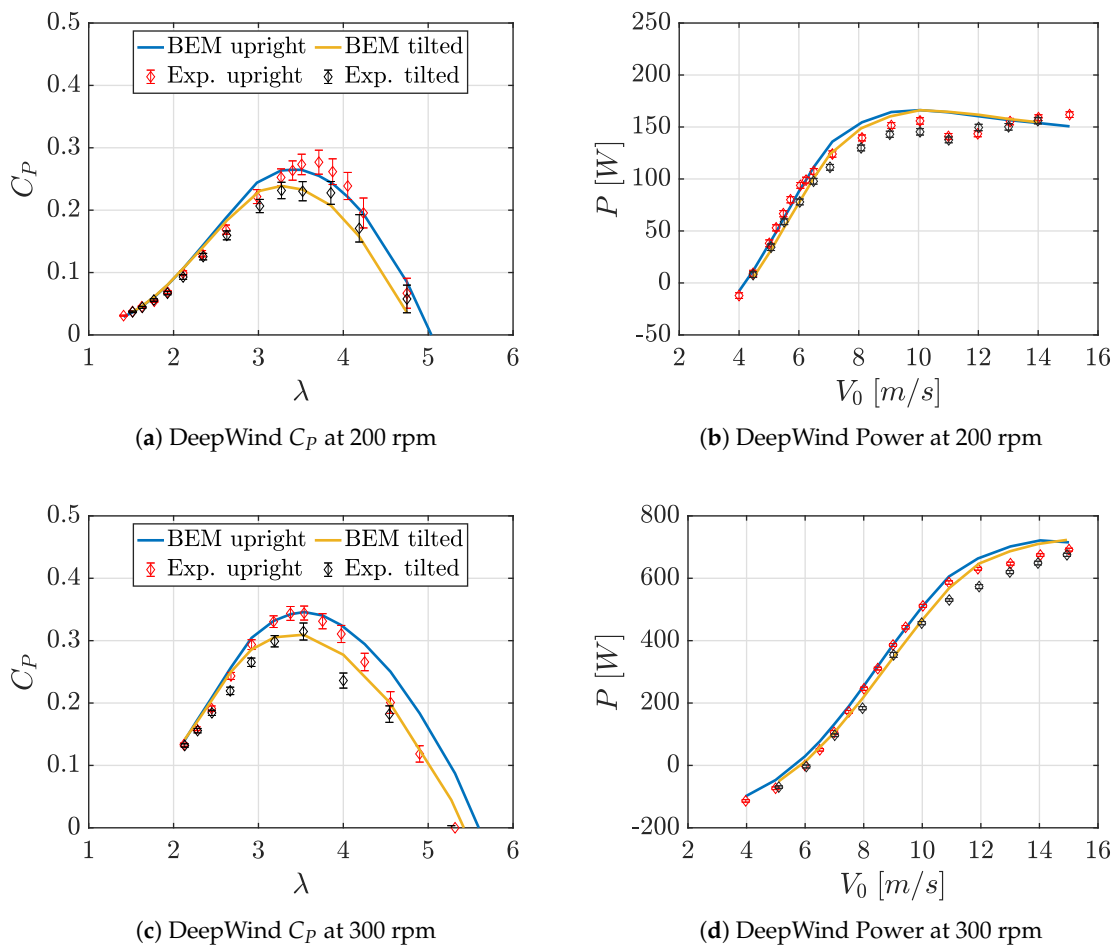 0.5
0.4
0.3
0.2
0.1
0
C_P
BEM upright BEM tilted
Exp. upright Exp. tilted
1 2 3 4 5 6
λ
(a) DeepWind C_P at 200 rpm
250
200
150
100
50
0
-50
P [W]
2 4 6 8 10 12 14 16
V_0 [m/s]
(b) DeepWind Power at 200 rpm
0.5
0.4
0.3
0.2
0.1
0
C_P
BEM upright BEM tilted
Exp. upright Exp. tilted
1 2 3 4 5 6
λ
(c) DeepWind C_P at 300 rpm
800
600
400
200
0
-200
P [W]
2 4 6 8 10 12 14 16
V_0 [m/s]
(d) DeepWind Power at 300 rpm